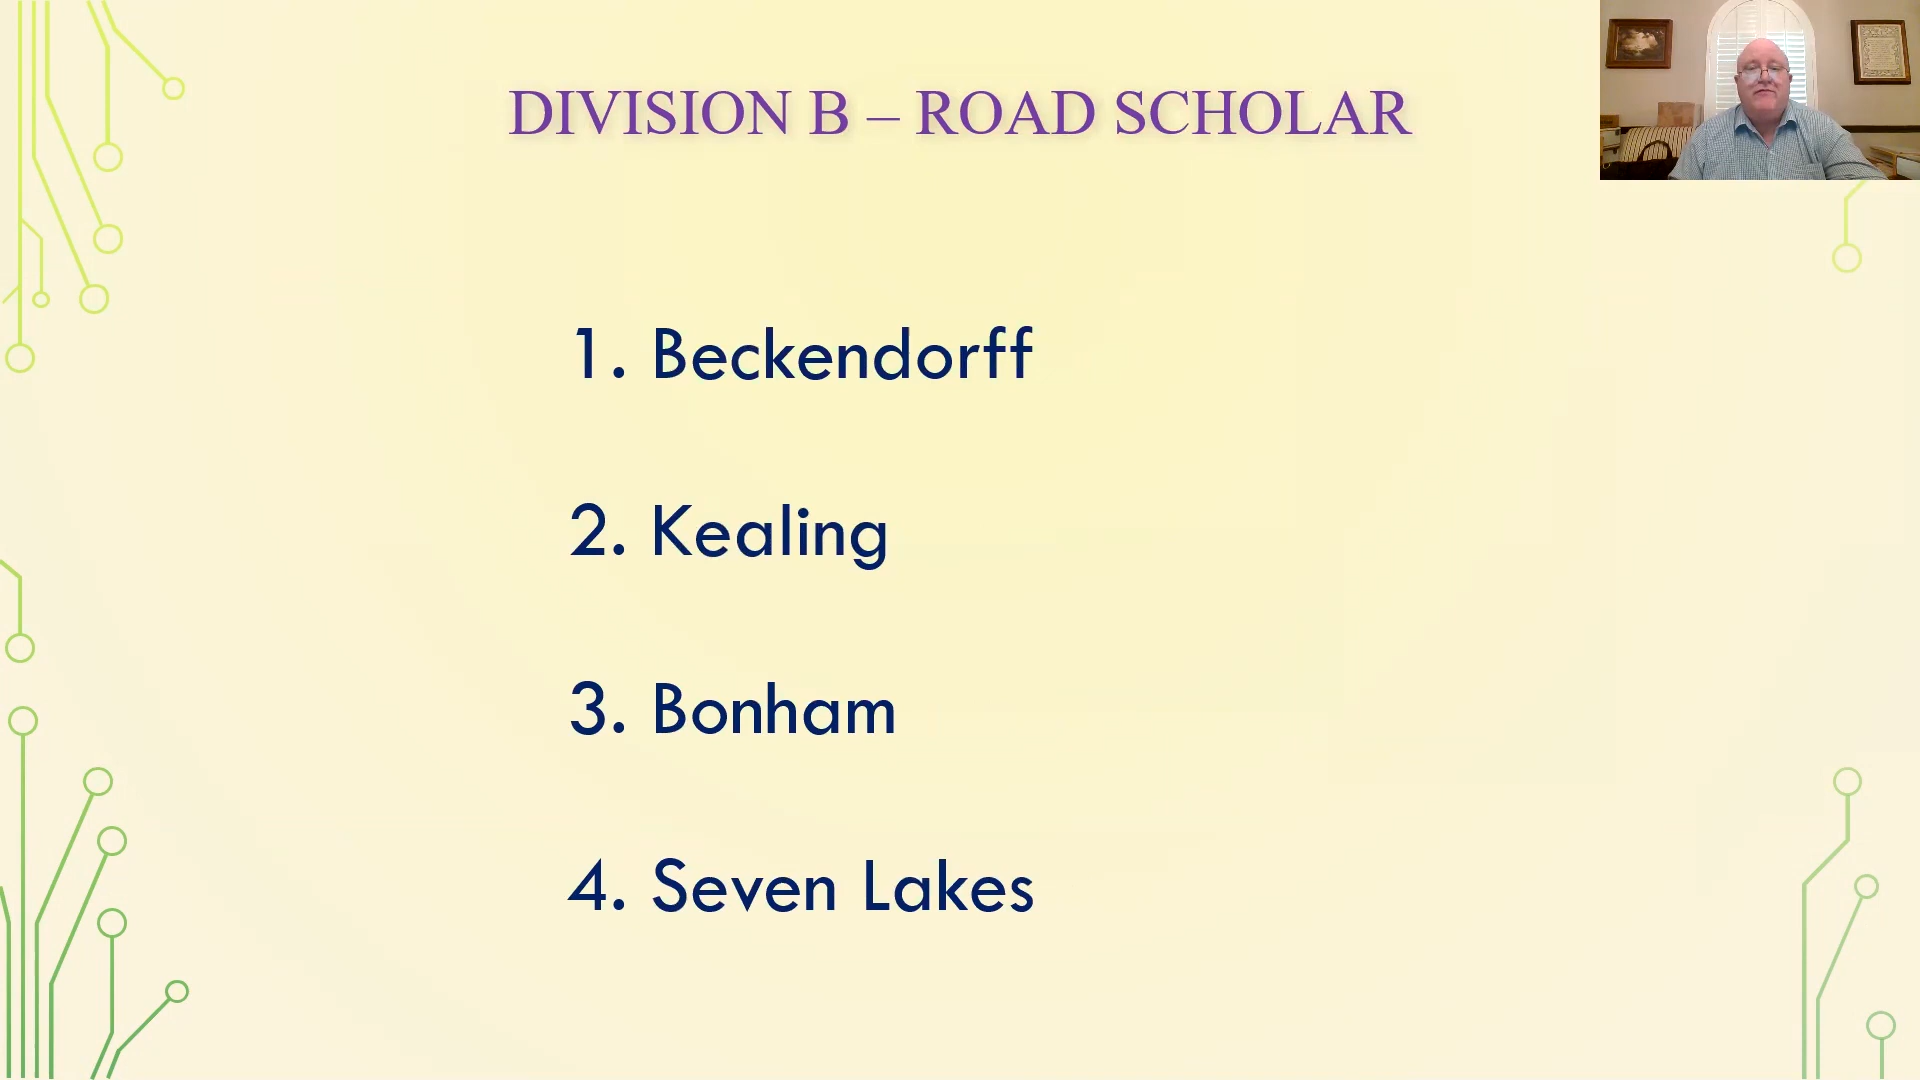 DIVISION B – ROAD SCHOLAR
1. Beckendorff
2. Kealing
3. Bonham
4. Seven Lakes